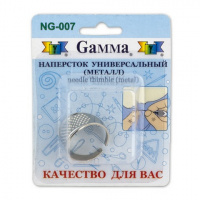 NG-007
Gamma®
НАПЕРСТОК УНИВЕРСАЛЬНЫЙ
(МЕТАЛЛ)
needle thimble (metal)
КАЧЕСТВО ДЛЯ ВАС